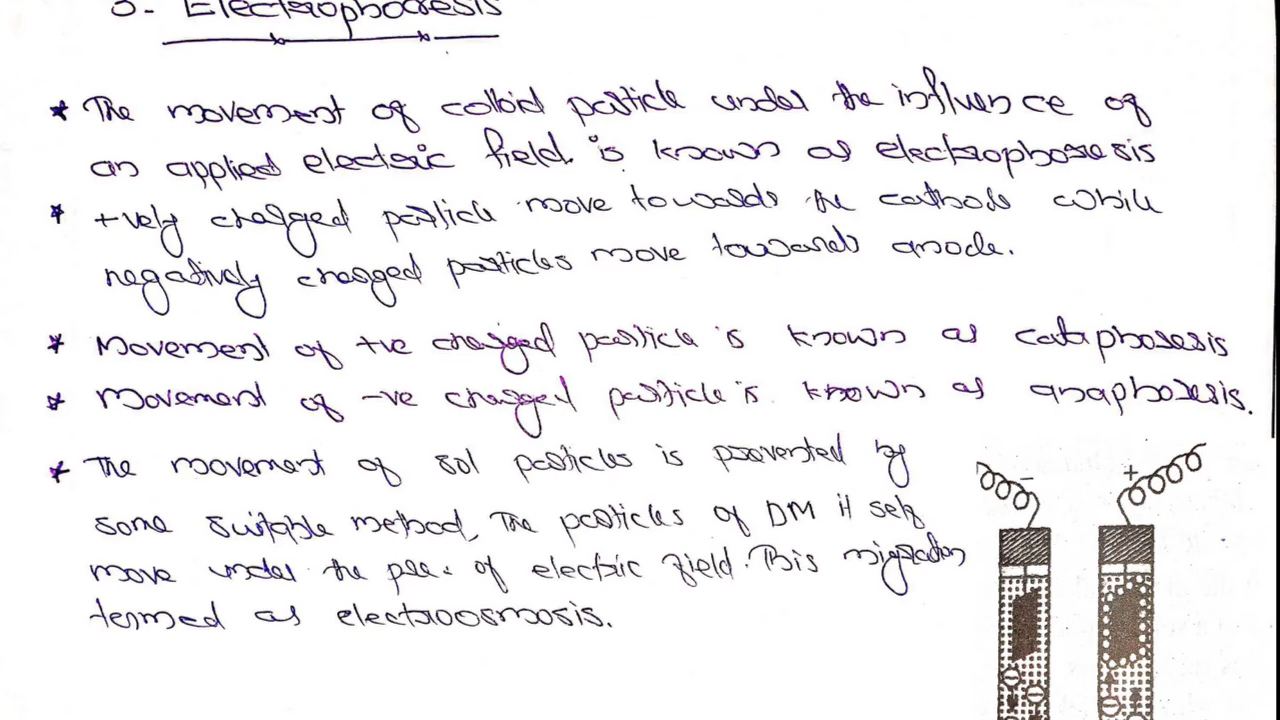 3. Electrophoresis
* The movement of colloid particle under the influence of
an applied electric field. is known as electrophoresis
* +vely charged particle move towards the cathode while
negatively charged particles move towards anode.
* Movement of +ve charged particle is known as cataphoresis
* Movement of -ve charged particle is known as anaphoresis.
* The movement of sol particles is prevented by
some suitable method, The particles of DM it self
move under the of electric field. This migration
termed as electroosmosis.
- +